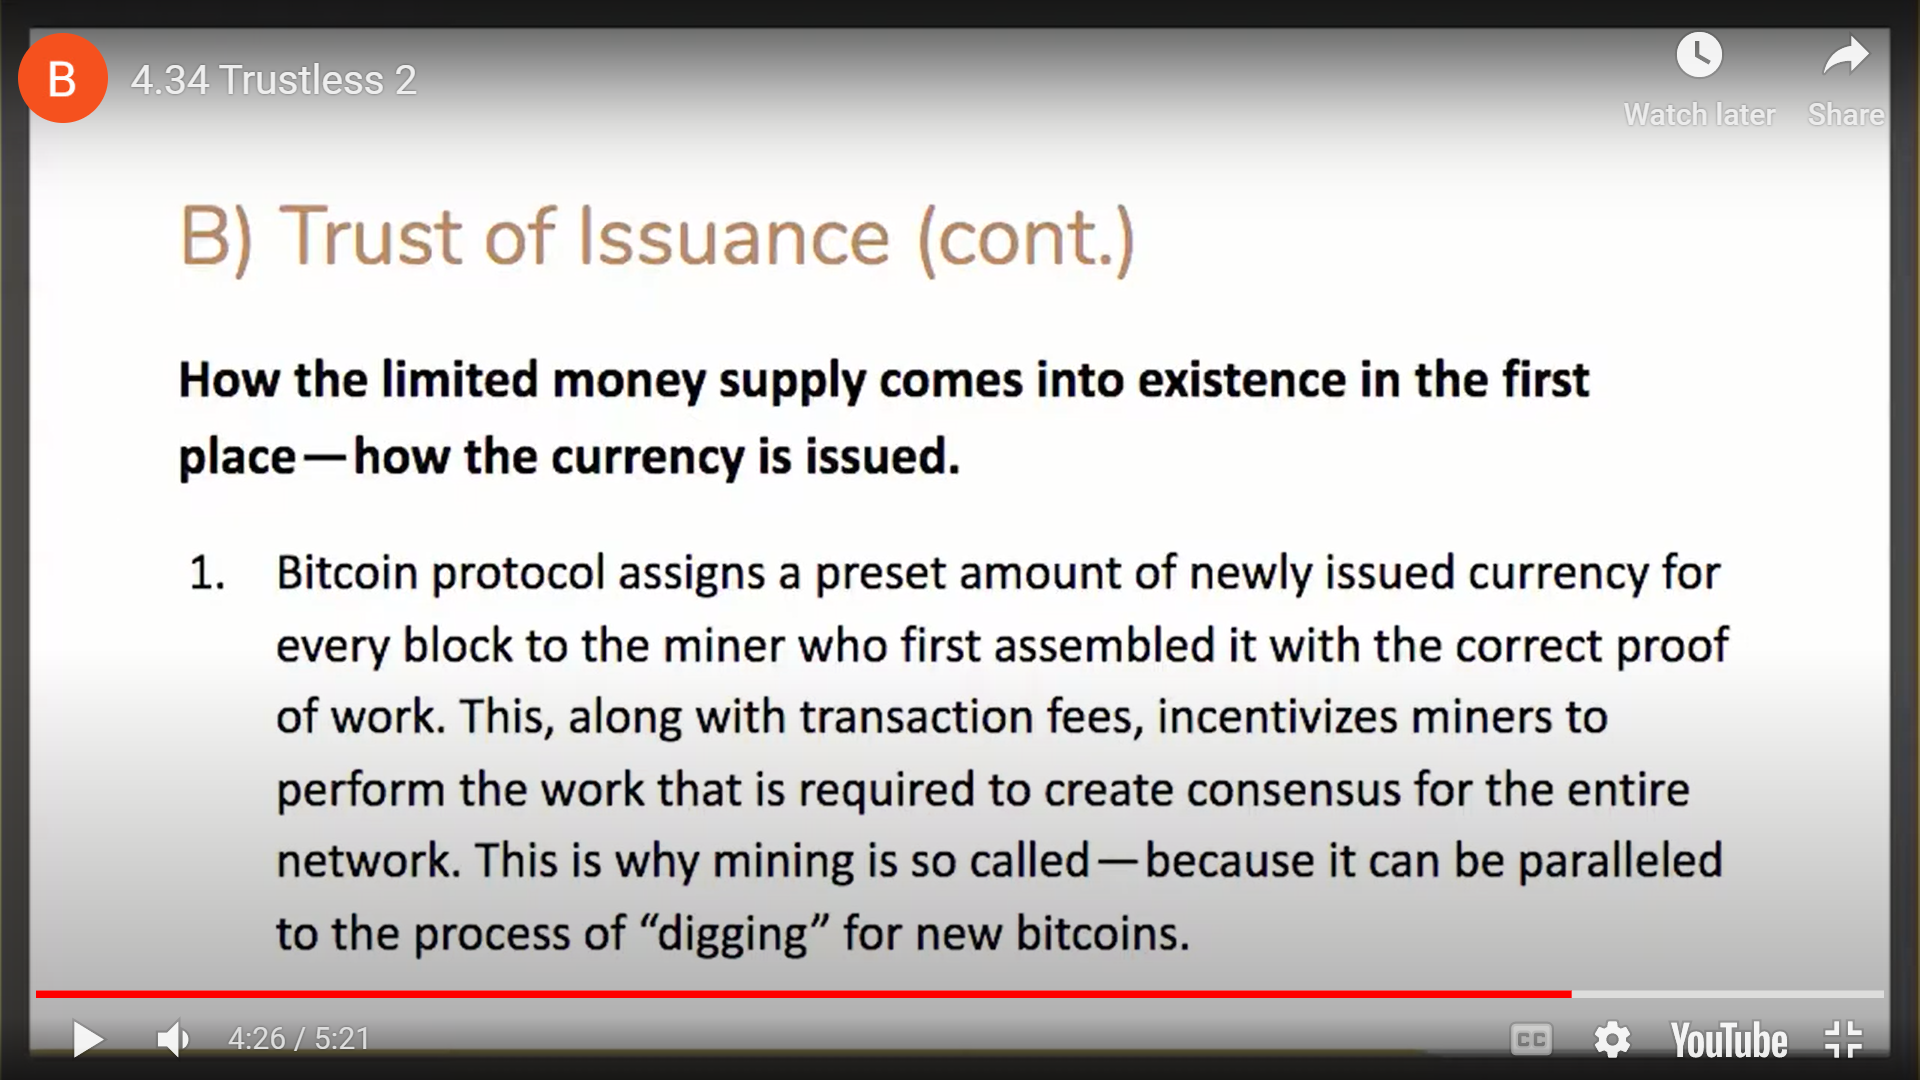 B
4.34 Trustless 2
Watch later
Share
B) Trust of Issuance (cont.)
How the limited money supply comes into existence in the first
place—how the currency is issued.
1. Bitcoin protocol assigns a preset amount of newly issued currency for
every block to the miner who first assembled it with the correct proof
of work. This, along with transaction fees, incentivizes miners to
perform the work that is required to create consensus for the entire
network. This is why mining is so called—because it can be paralleled
to the process of “digging” for new bitcoins.
4:26 / 5:21
CC
YouTube